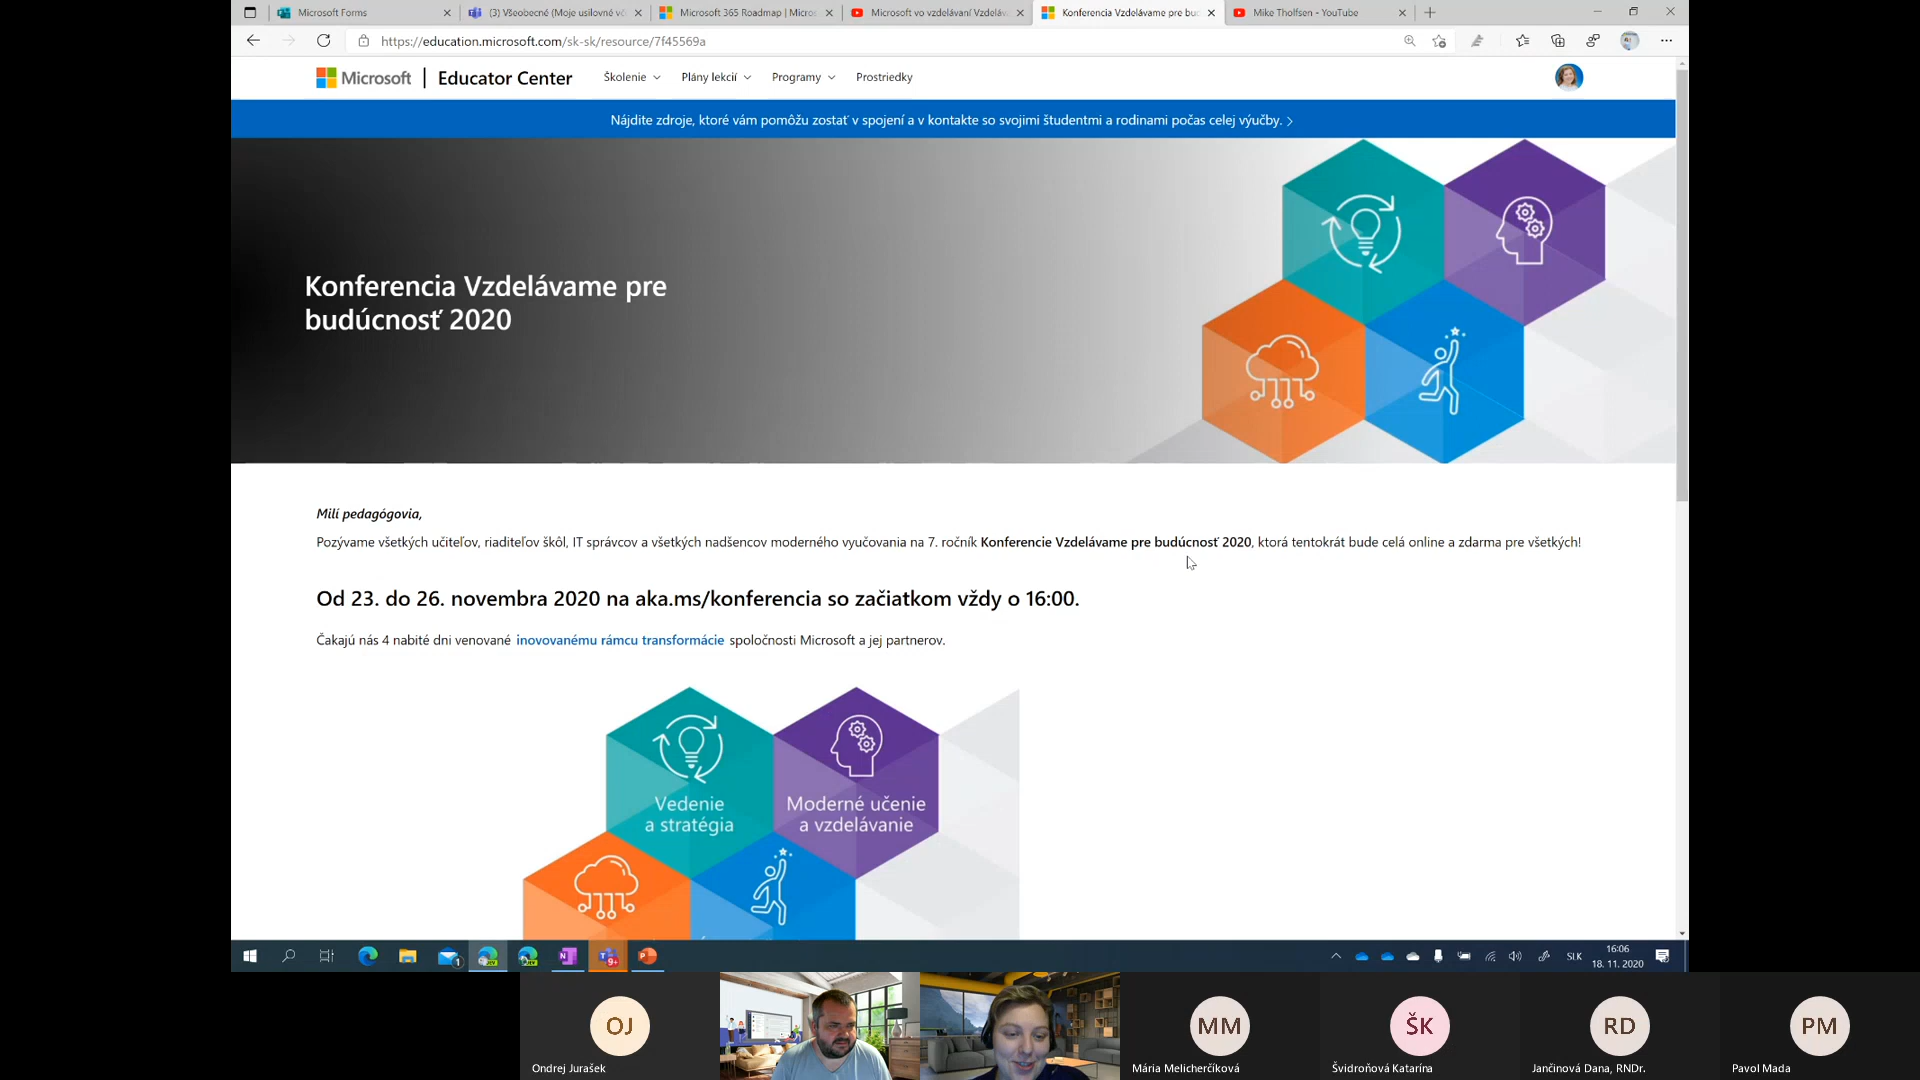 Microsoft Forms
(3) Všeobecné (Moje usilovné vč
Microsoft 365 Roadmap | Micros
Microsoft vo vzdelávaní Vzdeláv
Konferencia Vzdelávame pre buc
Mike Tholfsen - YouTube
https://education.microsoft.com/sk-sk/resource/7f45569a
Microsoft | Educator Center
Školenie
Plány lekcií
Programy
Prostriedky
Nájdite zdroje, ktoré vám pomôžu zostať v spojení a v kontakte so svojimi študentmi a rodinami počas celej výučby. >
Konferencia Vzdelávame pre
budúcnosť 2020
Milí pedagógovia,
Pozývame všetkých učiteľov, riaditeľov škôl, IT správcov a všetkých nadšencov moderného vyučovania na 7. ročník Konferencie Vzdelávame pre budúcnosť 2020, ktorá tentokrát bude celá online a zdarma pre všetkých!
Od 23. do 26. novembra 2020 na aka.ms/konferencia so začiatkom vždy o 16:00.
Čakajú nás 4 nabité dni venované inovovanému rámcu transformácie spoločnosti Microsoft a jej partnerov.
Vedenie
a stratégia
Moderné učenie
a vzdelávanie
SLK
16:06
18. 11. 2020
OJ
Ondrej Jurašek
MM
Mária Melicherčíková
ŠK
Švidroňová Katarína
RD
Jančinová Dana, RNDr.
PM
Pavol Mada